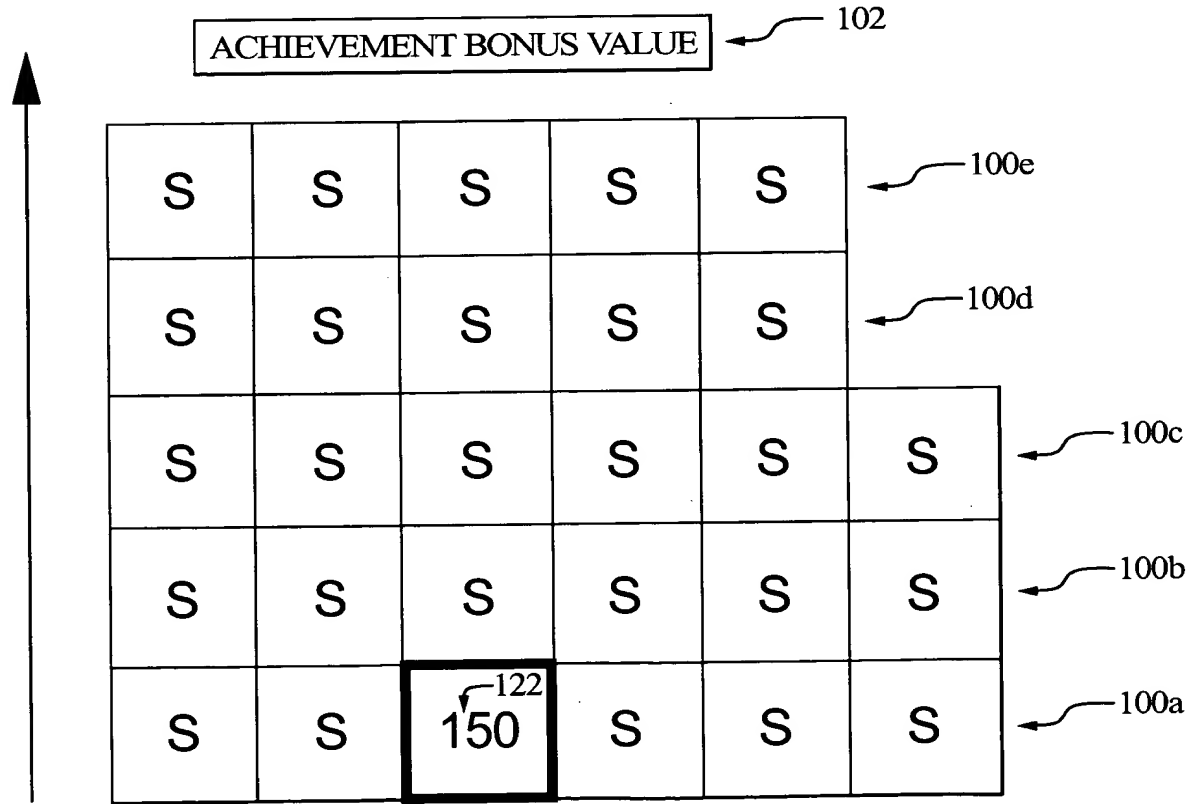 102
ACHIEVEMENT BONUS VALUE
S S S S S 100e
S S S S S 100d
S S S S S S 100c
S S S S S S 100b
122
S S 150 S S S 100a